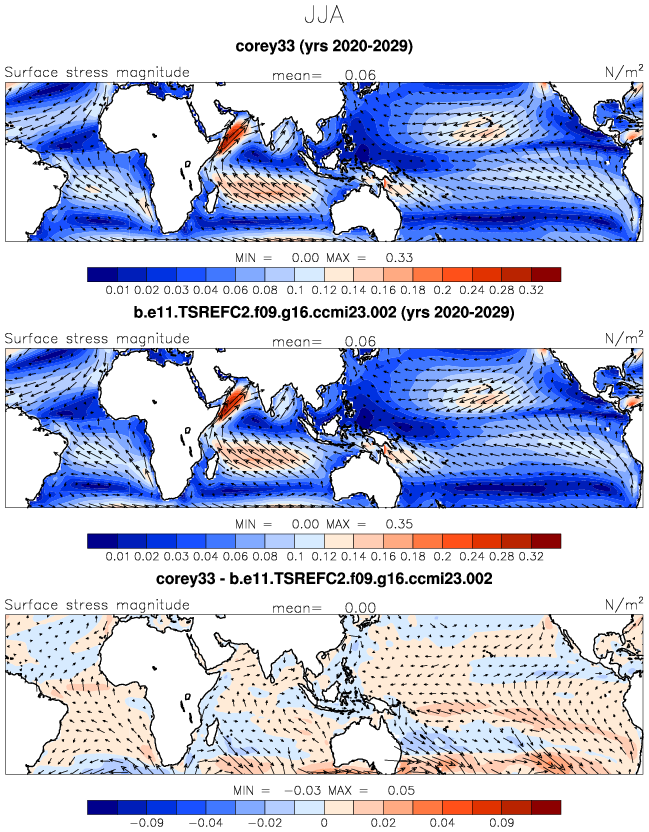 JJA
corey33 (yrs 2020-2029)
Surface stress magnitude mean= 0.06 N/m²
MIN = 0.00 MAX = 0.33
0.01 0.02 0.03 0.04 0.06 0.08 0.1 0.12 0.14 0.16 0.18 0.2 0.24 0.28 0.32
b.e11.TSREFC2.f09.g16.ccmi23.002 (yrs 2020-2029)
Surface stress magnitude mean= 0.06 N/m²
MIN = 0.00 MAX = 0.35
0.01 0.02 0.03 0.04 0.06 0.08 0.1 0.12 0.14 0.16 0.18 0.2 0.24 0.28 0.32
corey33 - b.e11.TSREFC2.f09.g16.ccmi23.002
Surface stress magnitude mean= 0.00 N/m²
MIN = −0.03 MAX = 0.05
−0.09 −0.04 −0.02 0 0.02 0.04 0.09